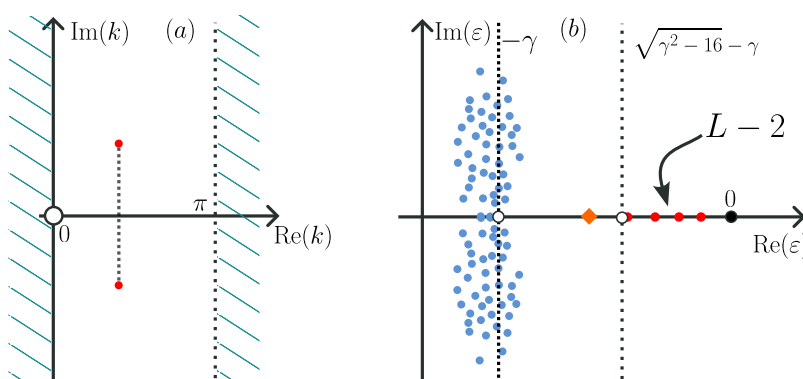 Im(k)
(a)
π
0
Re(k)
Im(ε)
−γ
(b)
√γ² − 16 − γ
L − 2
0
Re(ε)